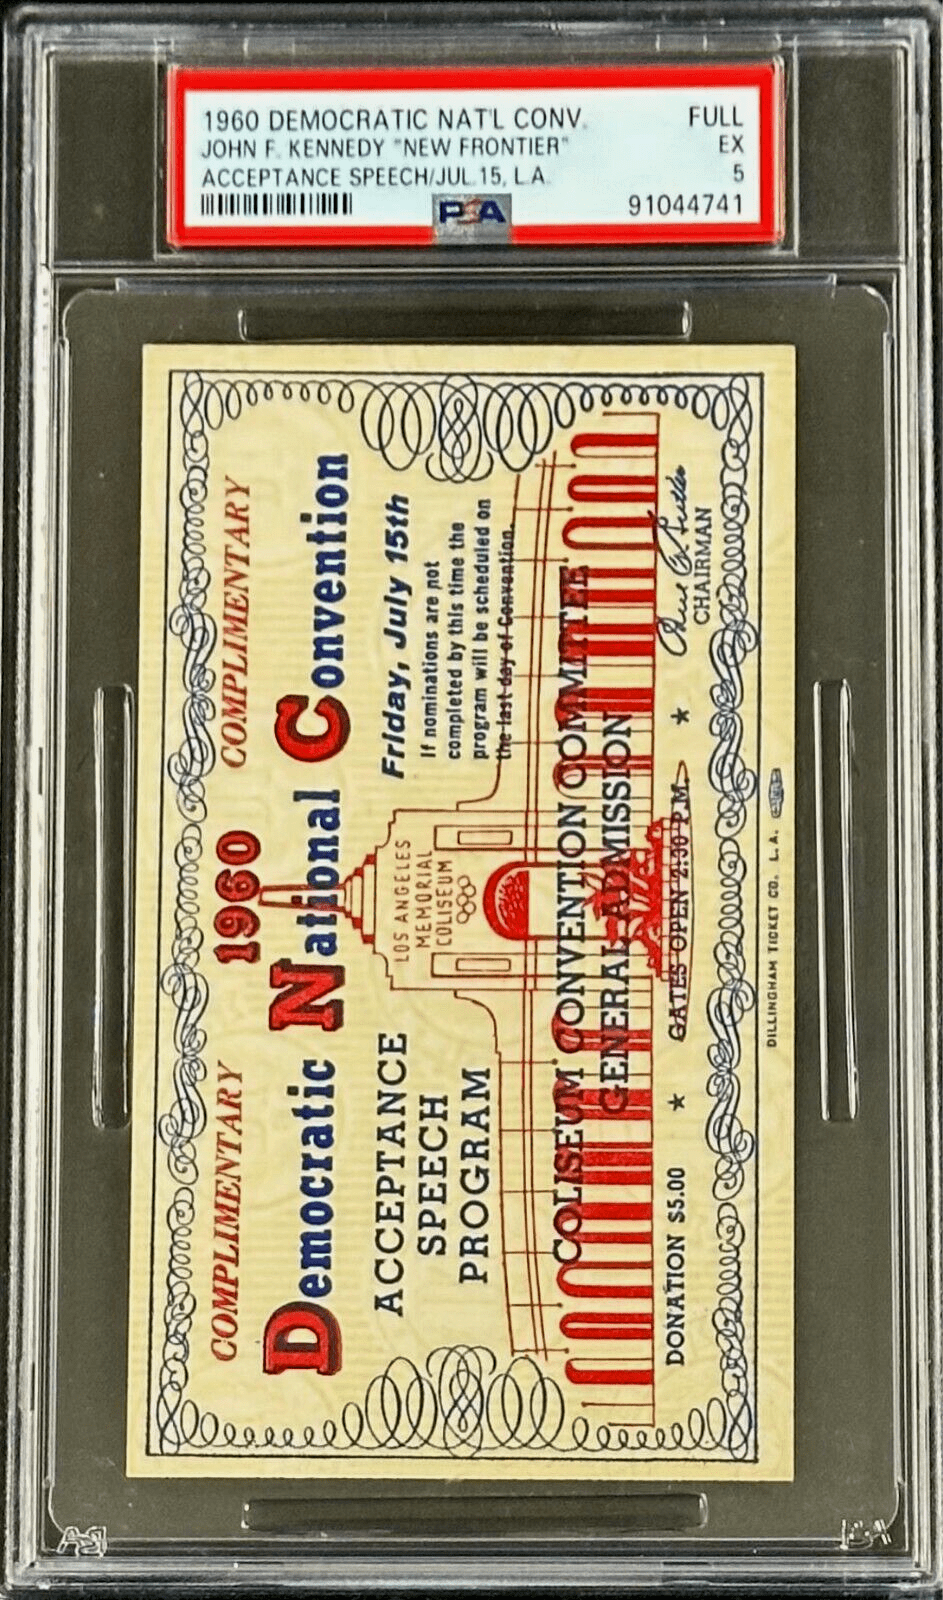 1960 DEMOCRATIC NAT'L CONV. FULL
JOHN F. KENNEDY "NEW FRONTIER" EX
ACCEPTANCE SPEECH/JUL.15, L.A. 5
PSA 91044741
COMPLIMENTARY 1960 COMPLIMENTARY
Democratic National Convention
ACCEPTANCE
SPEECH
PROGRAM
LOS ANGELES
MEMORIAL
COLISEUM
Friday, July 15th
If nominations are not
completed by this time the
program will be scheduled on
the last day of Convention.
COLISEUM CONVENTION COMMITTEE
GENERAL ADMISSION
CHAIRMAN
DONATION $5.00 ★ GATES OPEN 2:30 P.M. ★
DILLINGHAM TICKET CO. L. A.